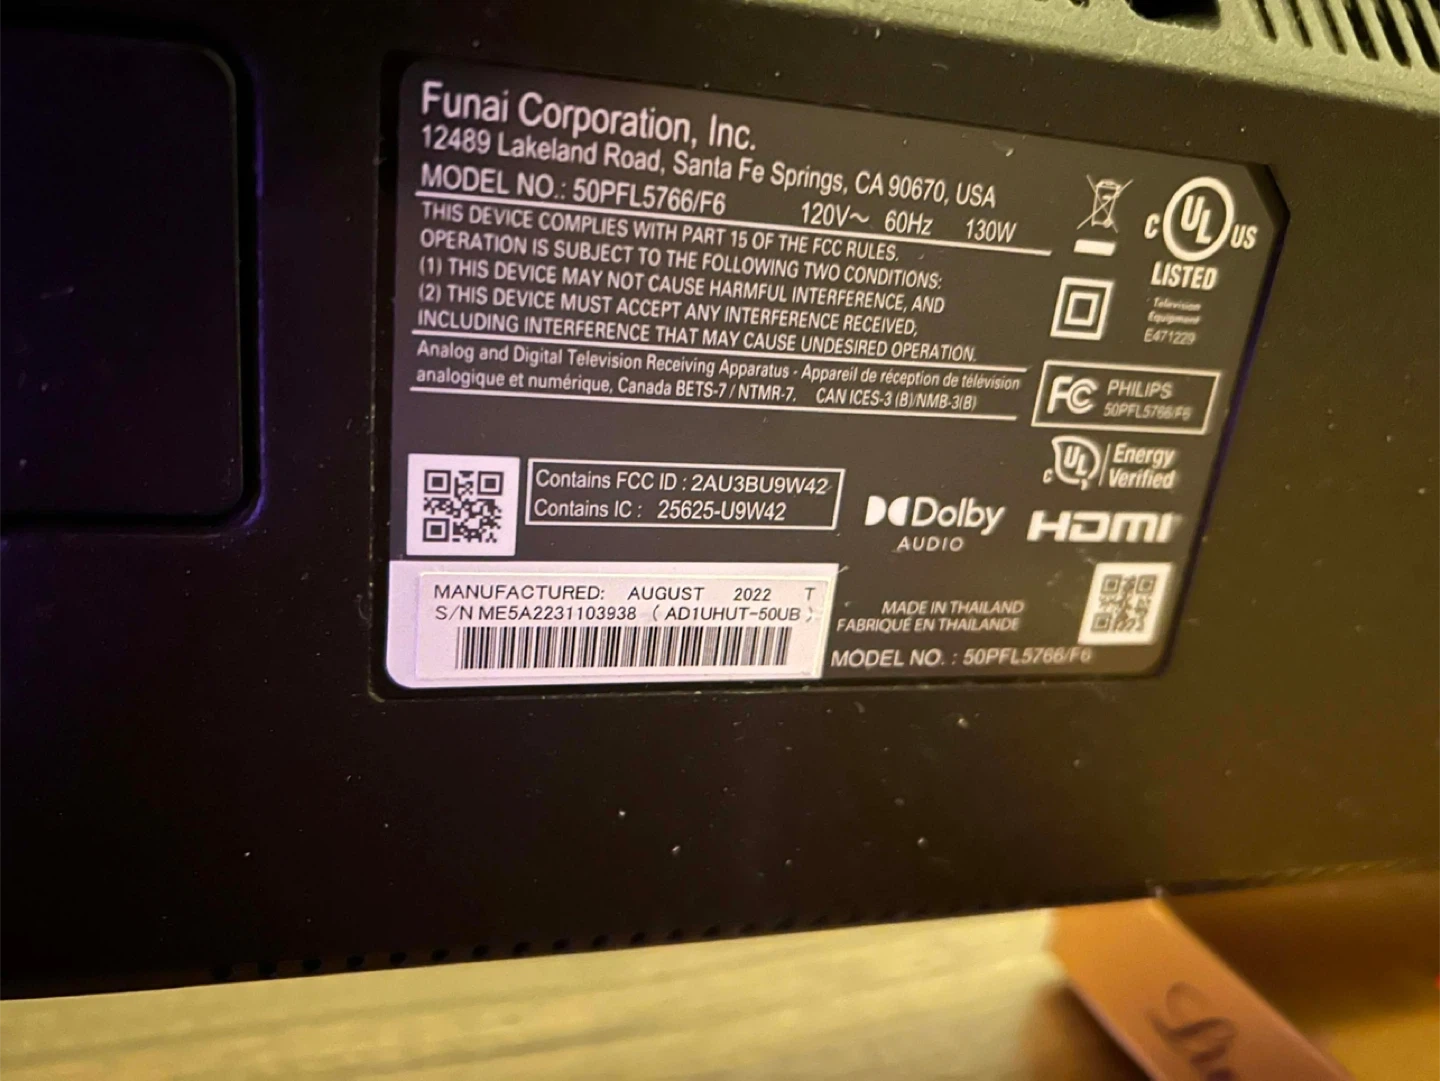 Funai Corporation, Inc.
12489 Lakeland Road, Santa Fe Springs, CA 90670, USA
MODEL NO.: 50PFL5766/F6 120V~ 60Hz 130W
THIS DEVICE COMPLIES WITH PART 15 OF THE FCC RULES.
OPERATION IS SUBJECT TO THE FOLLOWING TWO CONDITIONS:
(1) THIS DEVICE MAY NOT CAUSE HARMFUL INTERFERENCE, AND
(2) THIS DEVICE MUST ACCEPT ANY INTERFERENCE RECEIVED,
INCLUDING INTERFERENCE THAT MAY CAUSE UNDESIRED OPERATION.
Analog and Digital Television Receiving Apparatus - Appareil de réception de télévision
analogique et numérique, Canada BETS-7 / NTMR-7. CAN ICES-3 (B)/NMB-3(B)
C UL US
LISTED
Television
Equipment
E471229
FC PHILIPS
50PFL5766/F6
c UL Energy
Verified
Contains FCC ID : 2AU3BU9W42
Contains IC : 25625-U9W42
Dolby
AUDIO
HDMI
MANUFACTURED: AUGUST 2022 T
S/N ME5A2231103938 ( AD1UHUT-50UB )
MADE IN THAILAND
FABRIQUÉ EN THAILANDE
MODEL NO. : 50PFL5766/F6